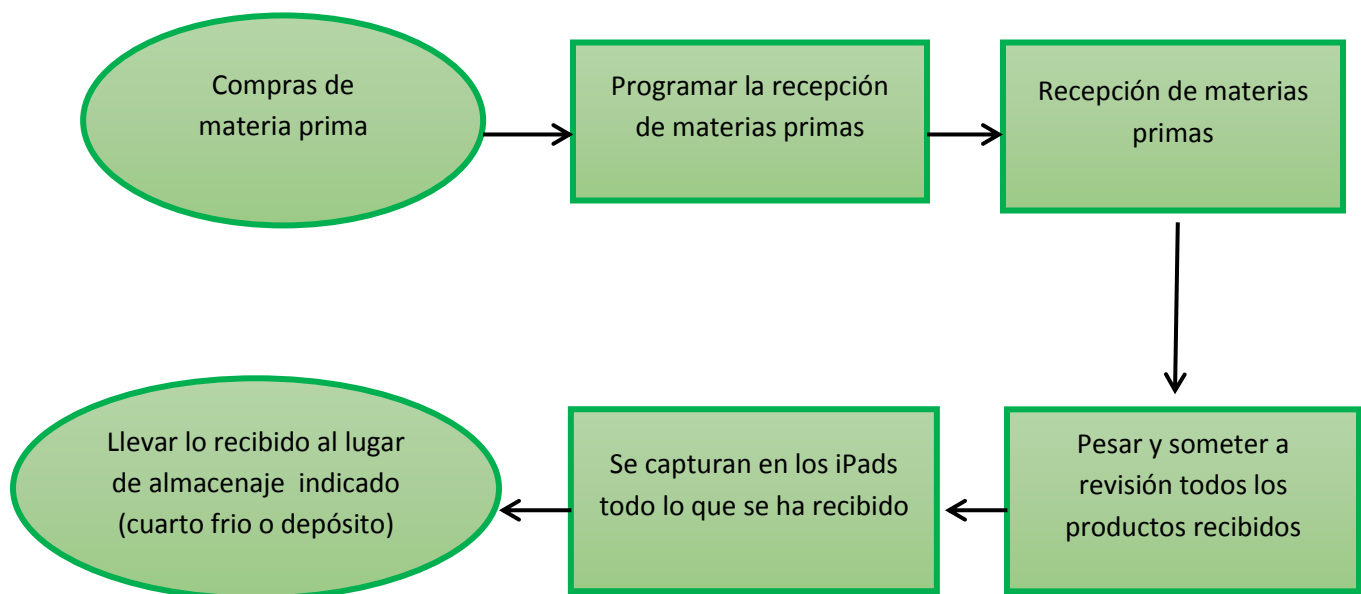 Compras de
materia prima
Programar la recepción
de materias primas
Recepción de materias
primas
Pesar y someter a
revisión todos los
productos recibidos
Se capturan en los iPads
todo lo que se ha recibido
Llevar lo recibido al lugar
de almacenaje indicado
(cuarto frio o depósito)